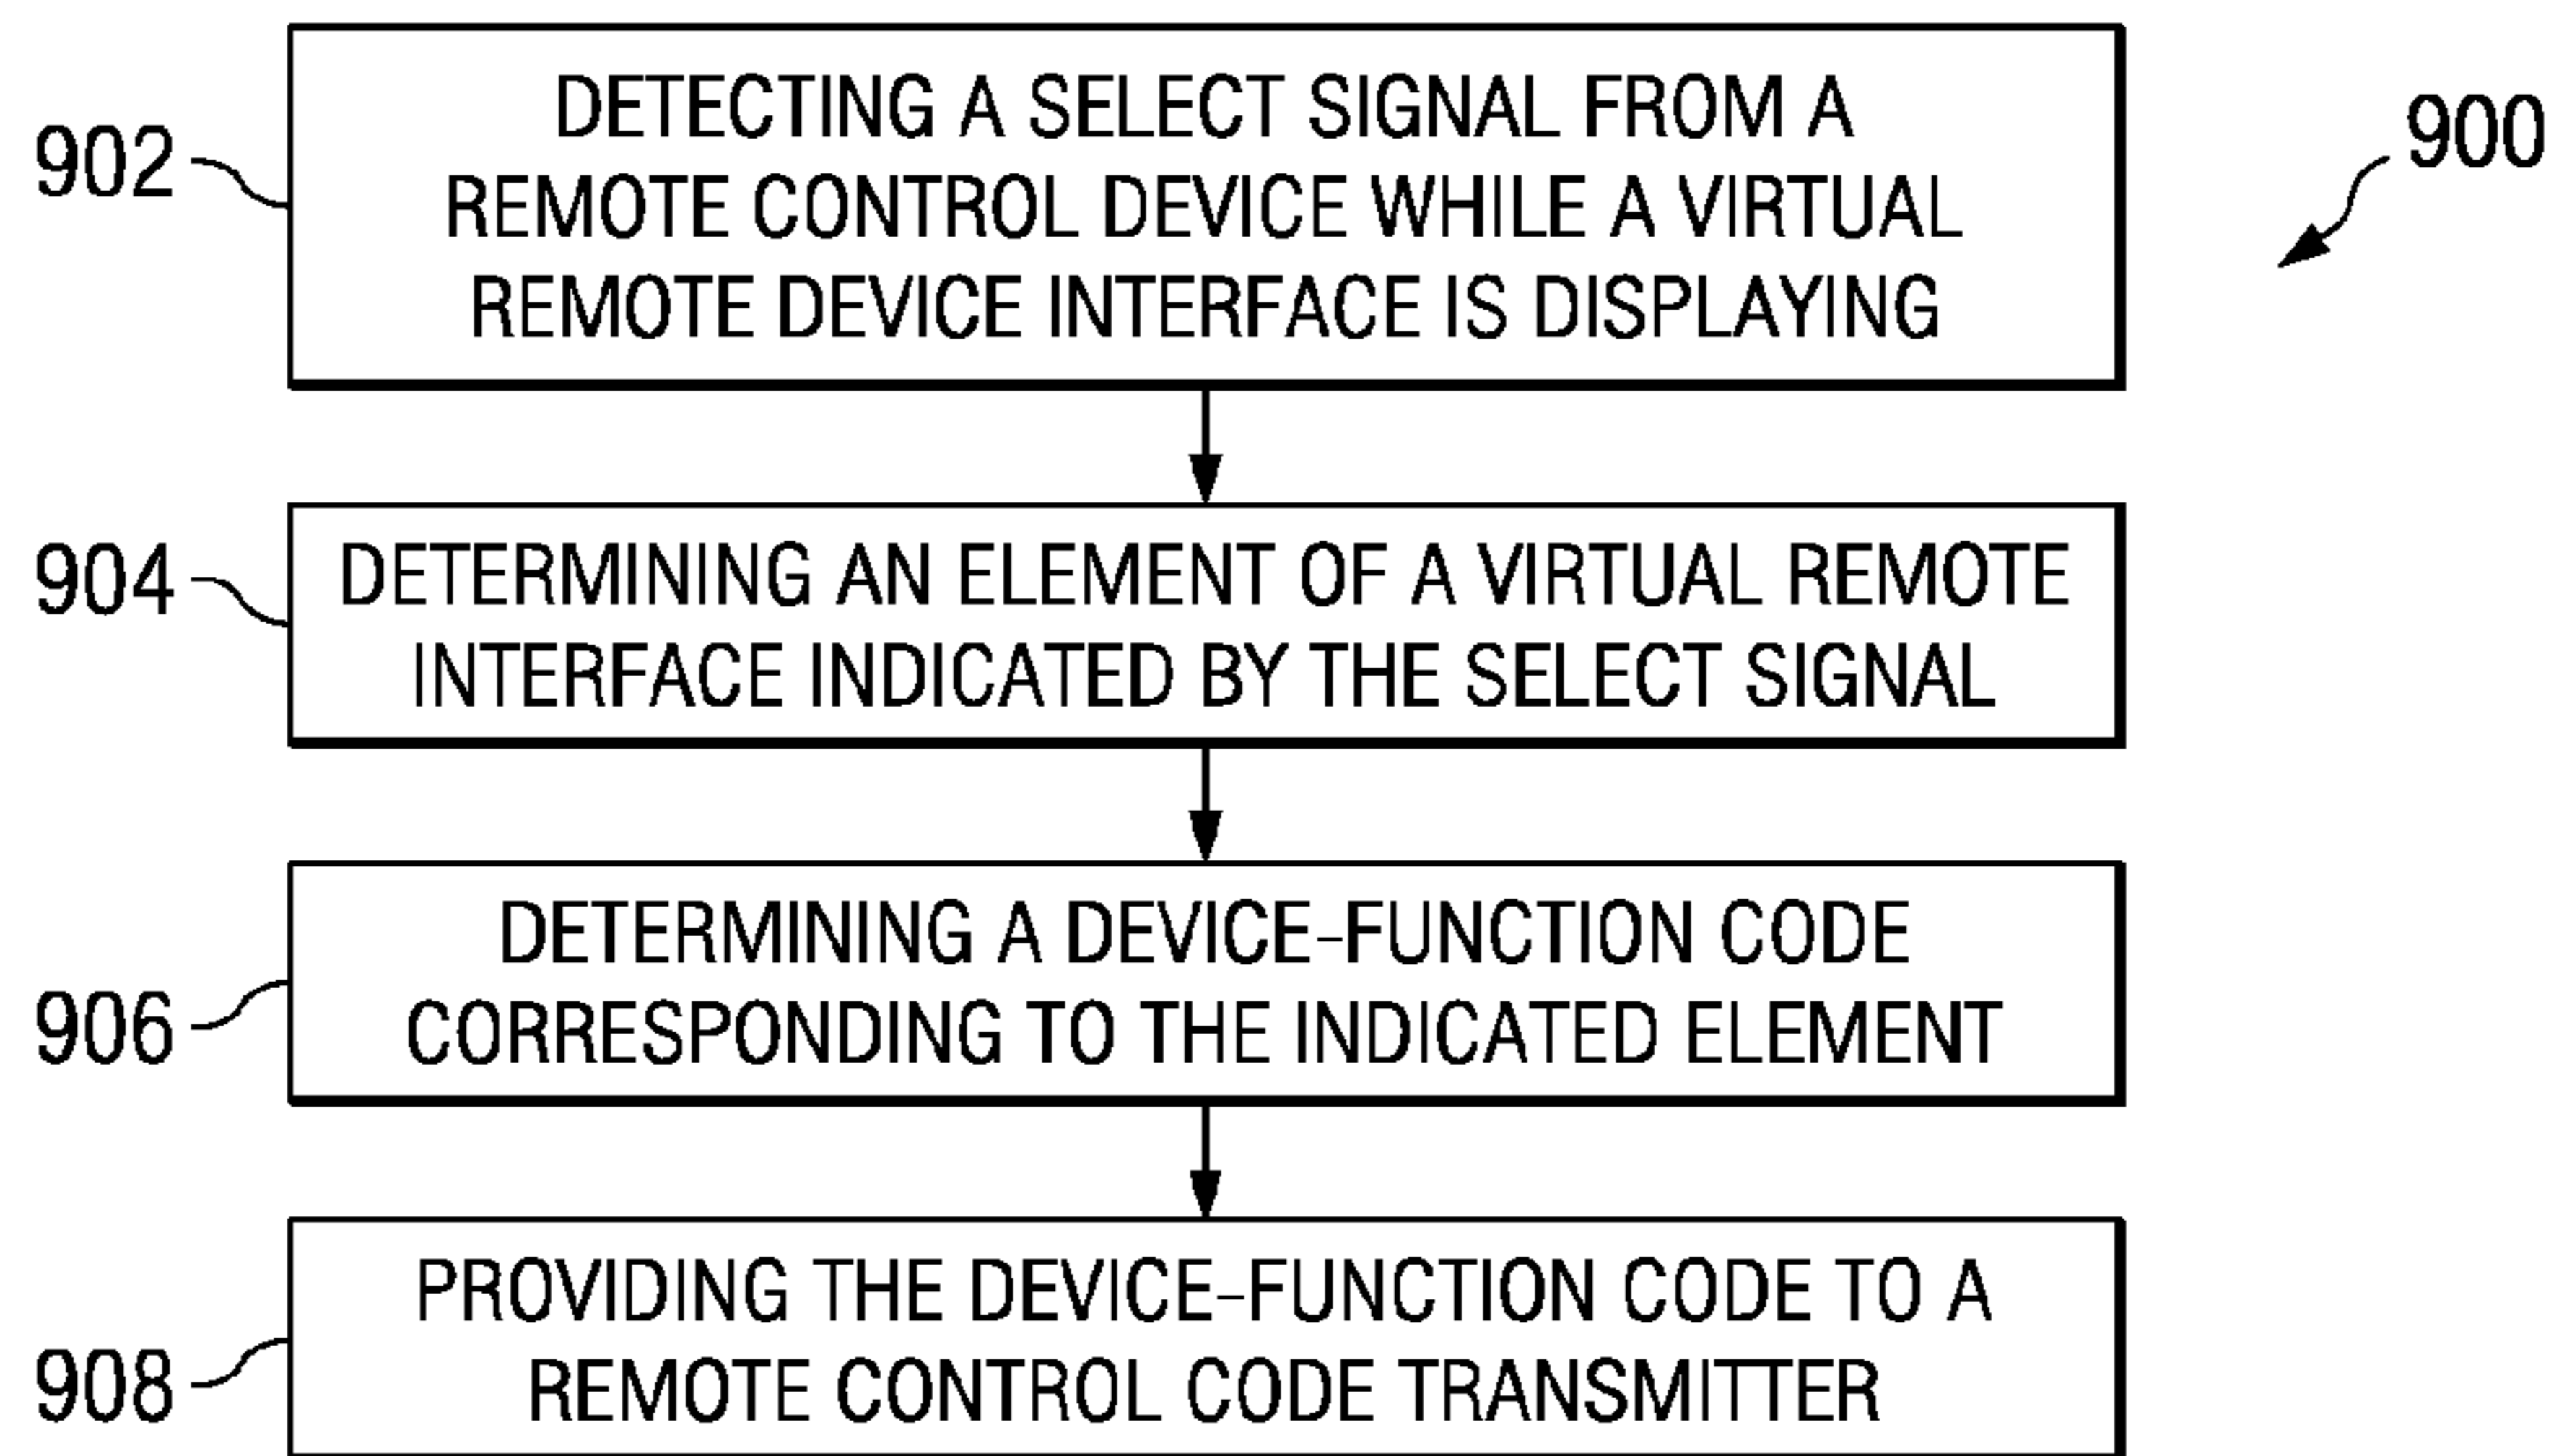 900
902
DETECTING A SELECT SIGNAL FROM A
REMOTE CONTROL DEVICE WHILE A VIRTUAL
REMOTE DEVICE INTERFACE IS DISPLAYING
904
DETERMINING AN ELEMENT OF A VIRTUAL REMOTE
INTERFACE INDICATED BY THE SELECT SIGNAL
906
DETERMINING A DEVICE-FUNCTION CODE
CORRESPONDING TO THE INDICATED ELEMENT
908
PROVIDING THE DEVICE-FUNCTION CODE TO A
REMOTE CONTROL CODE TRANSMITTER